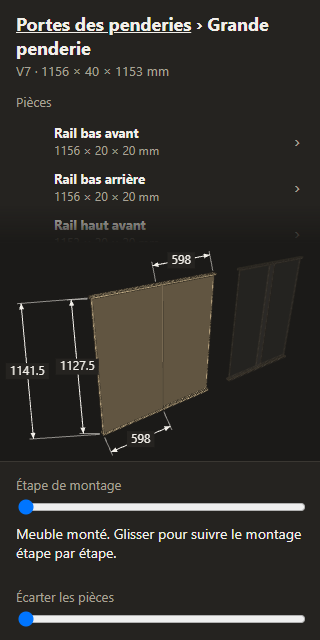 Portes des penderies › Grande
penderie
V7 · 1156 × 40 × 1153 mm
Pièces
Rail bas avant
1156 × 20 × 20 mm
›
Rail bas arrière
1156 × 20 × 20 mm
›
Rail haut avant
›
598
1141.5
1127.5
598
Étape de montage
Meuble monté. Glisser pour suivre le montage
étape par étape.
Écarter les pièces